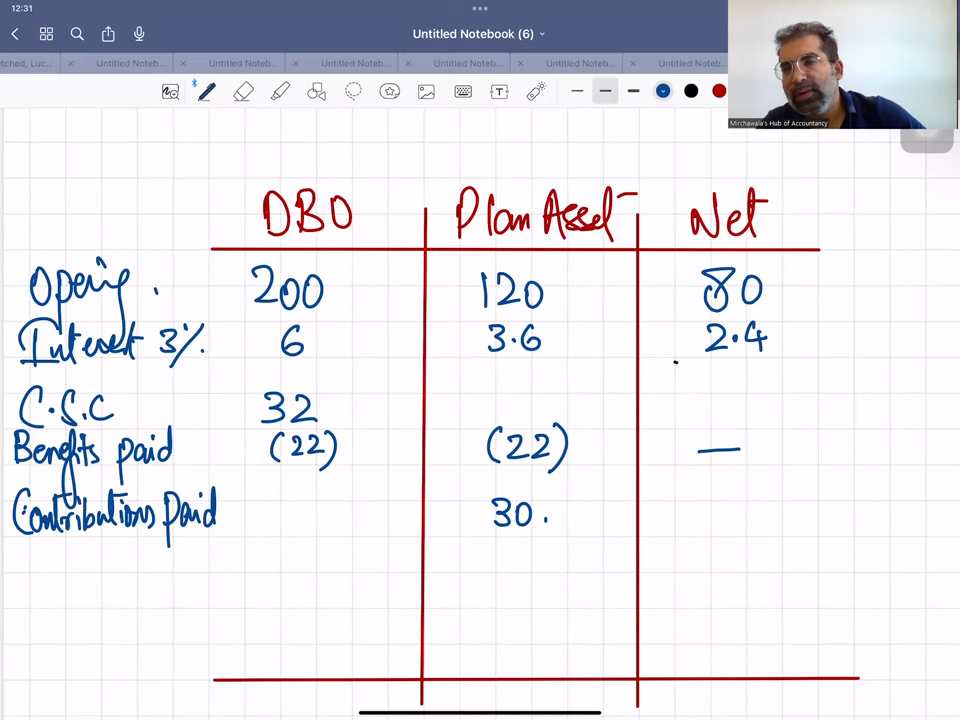 12:31
Untitled Notebook (6)
etched, Luc... Untitled Noteb... Untitled Noteb... Untitled Noteb... Untitled Noteb... Untitled Noteb... Untitled Noteb
Mirchawala's Hub of Accountancy
DBO Plan Asset Net
Opening 200 120 80
Interest 3% 6 3.6 2.4
C.S.C 32
Benefits paid (22) (22) —
Contributions Paid 30